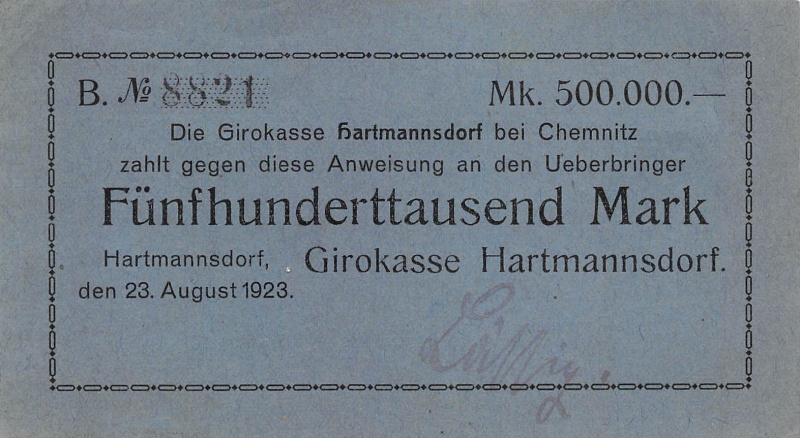 B. № 8821 Mk. 500.000.—
Die Girokasse Hartmannsdorf bei Chemnitz
zahlt gegen diese Anweisung an den Ueberbringer
Fünfhunderttausend Mark
Hartmannsdorf, Girokasse Hartmannsdorf.
den 23. August 1923.